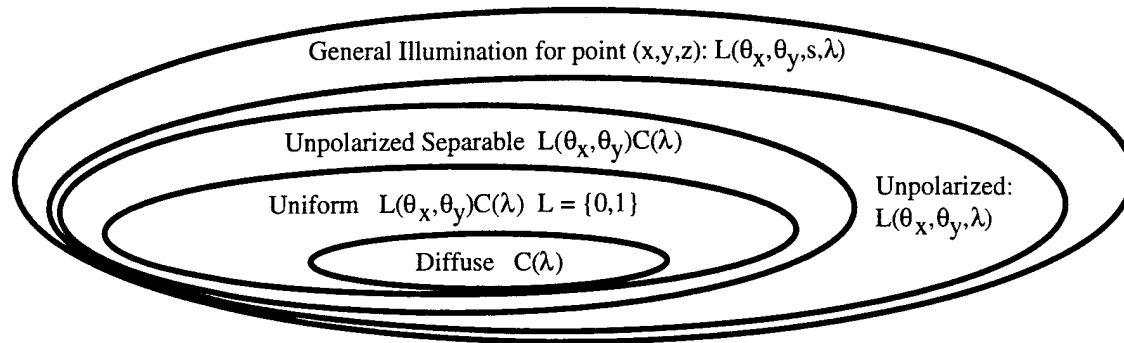 General Illumination for point (x,y,z): L(θx,θy,s,λ)
Unpolarized Separable L(θx,θy)C(λ)
Unpolarized:
L(θx,θy,λ)
Uniform L(θx,θy)C(λ) L = {0,1}
Diffuse C(λ)